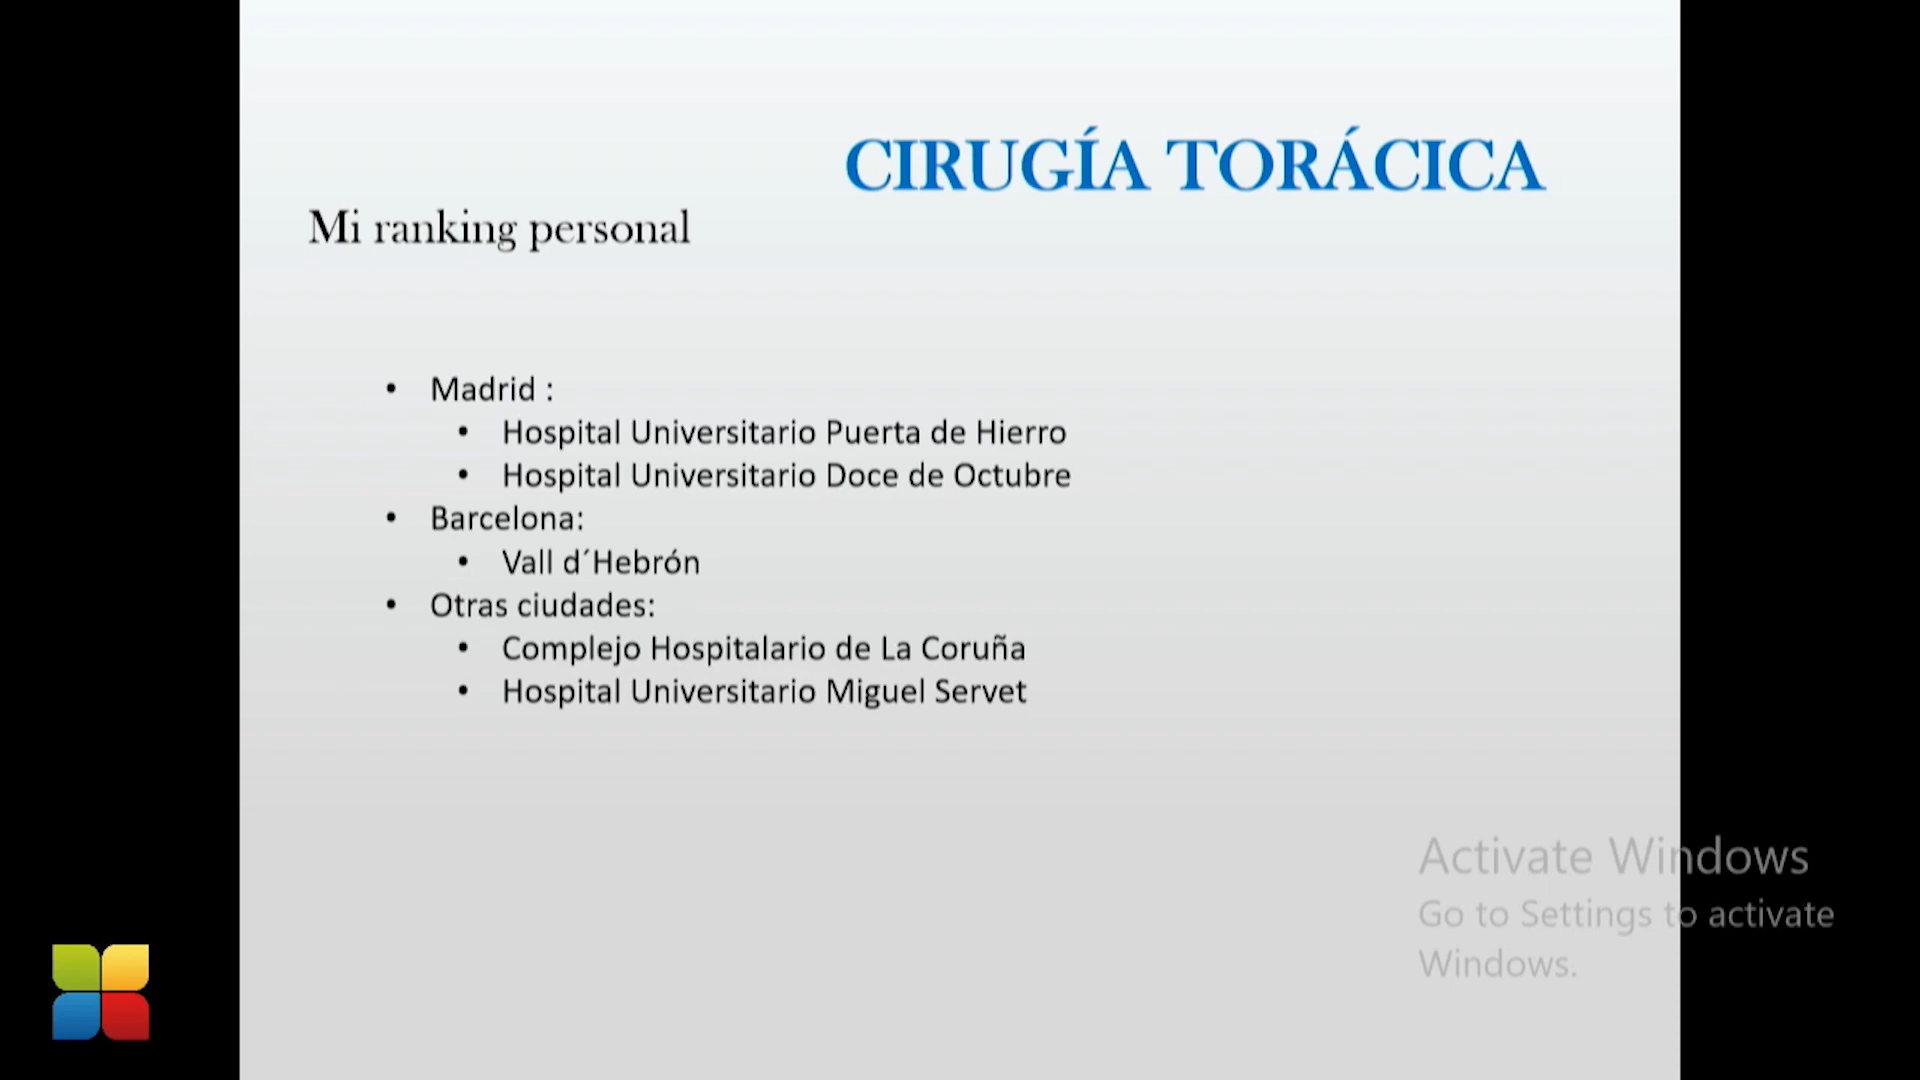 CIRUGÍA TORÁCICA
Mi ranking personal
• Madrid :
• Hospital Universitario Puerta de Hierro
• Hospital Universitario Doce de Octubre
• Barcelona:
• Vall d´Hebrón
• Otras ciudades:
• Complejo Hospitalario de La Coruña
• Hospital Universitario Miguel Servet
Activate Windows
Go to Settings to activate
Windows.